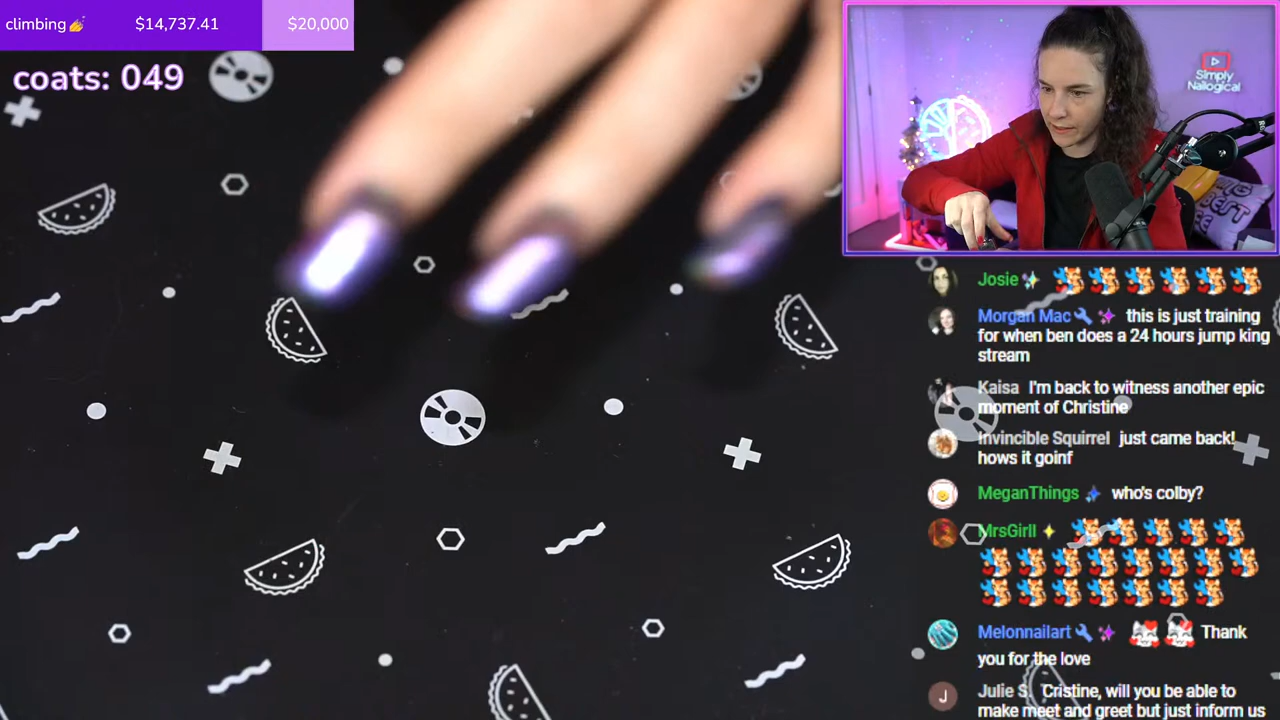 climbing💅 $14,737.41 $20,000
coats: 049
Simply
Nailogical
Josie
Morgan Mac this is just training
for when ben does a 24 hours jump king
stream
Kaisa I'm back to witness another epic
moment of Christine
Invincible Squirrel just came back!
hows it goinf
MeganThings who's colby?
MrsGirll
Melonnailart Thank
you for the love
J Julie S. Cristine, will you be able to
make meet and greet but just inform us